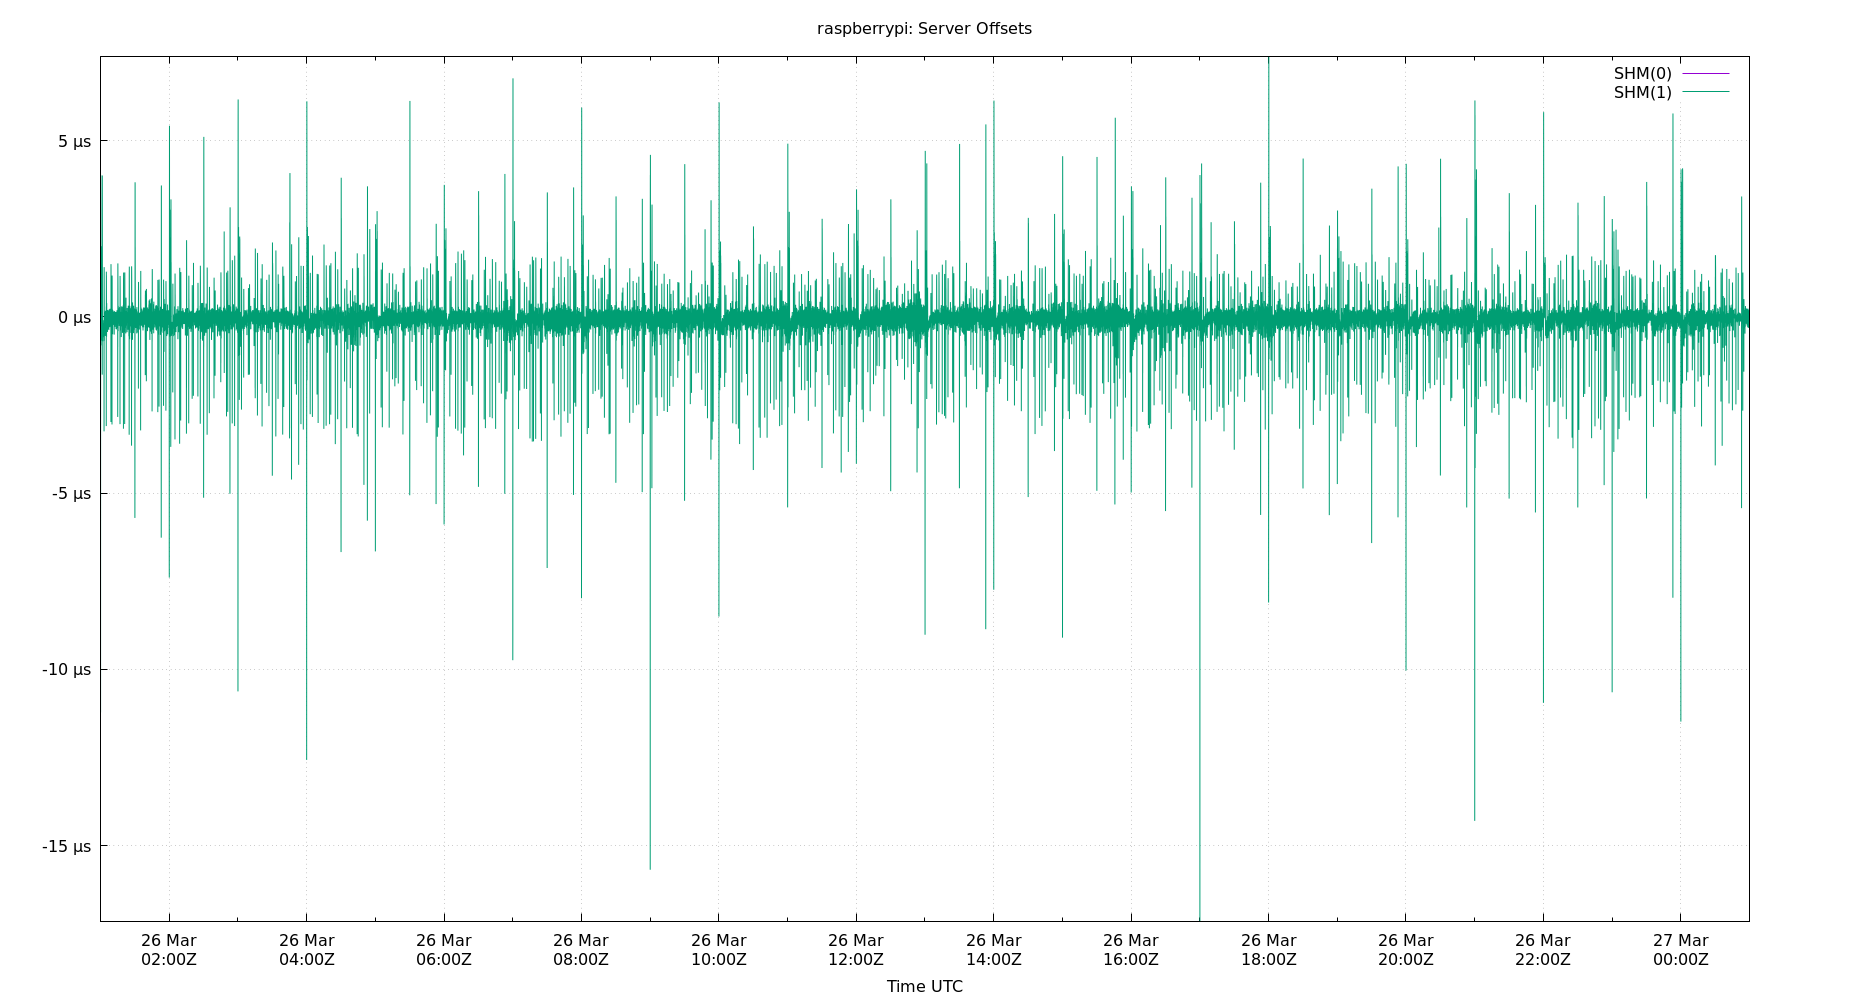 raspberrypi: Server Offsets
SHM(0)
SHM(1)
5 µs
0 µs
-5 µs
-10 µs
-15 µs
26 Mar 26 Mar 26 Mar 26 Mar 26 Mar 26 Mar 26 Mar 26 Mar 26 Mar 26 Mar 26 Mar 27 Mar
02:00Z 04:00Z 06:00Z 08:00Z 10:00Z 12:00Z 14:00Z 16:00Z 18:00Z 20:00Z 22:00Z 00:00Z
Time UTC